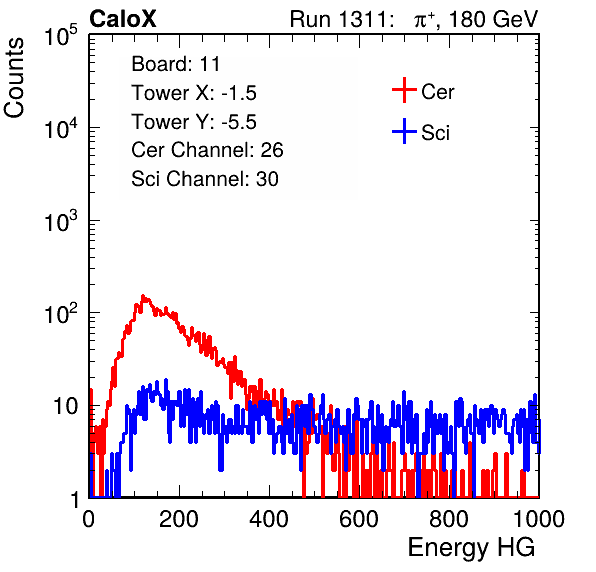 CaloX Run 1311: π⁺, 180 GeV
Board: 11
Tower X: -1.5
Tower Y: -5.5
Cer Channel: 26
Sci Channel: 30
Cer
Sci
Counts
10⁵
10⁴
10³
10²
10
1
0 200 400 600 800 1000
Energy HG